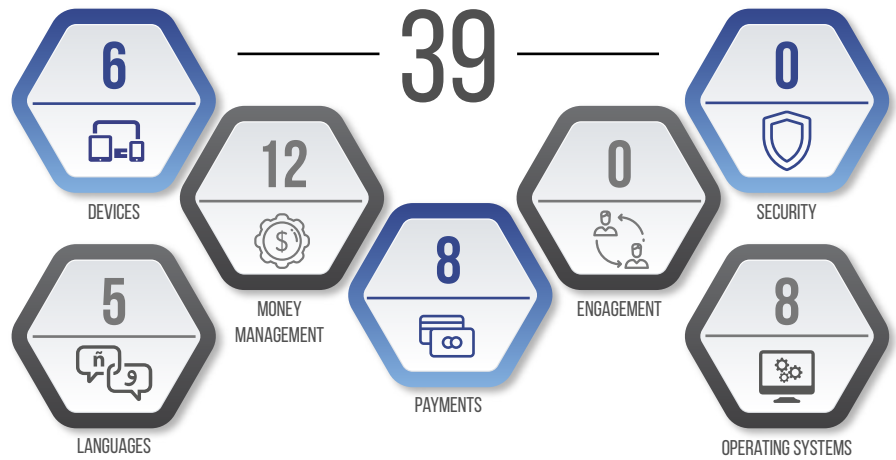 39
6
DEVICES
12
MONEY
MANAGEMENT
8
PAYMENTS
0
ENGAGEMENT
0
SECURITY
5
ñ
و
LANGUAGES
$
8
OPERATING SYSTEMS